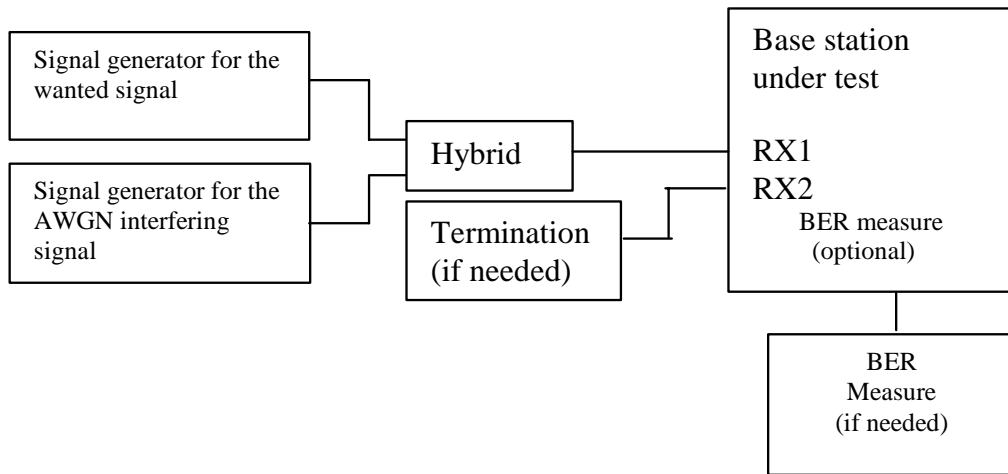 Signal generator for the
wanted signal
Signal generator for the
AWGN interfering
signal
Hybrid
Termination
(if needed)
Base station
under test
RX1
RX2
BER measure
(optional)
BER
Measure
(if needed)